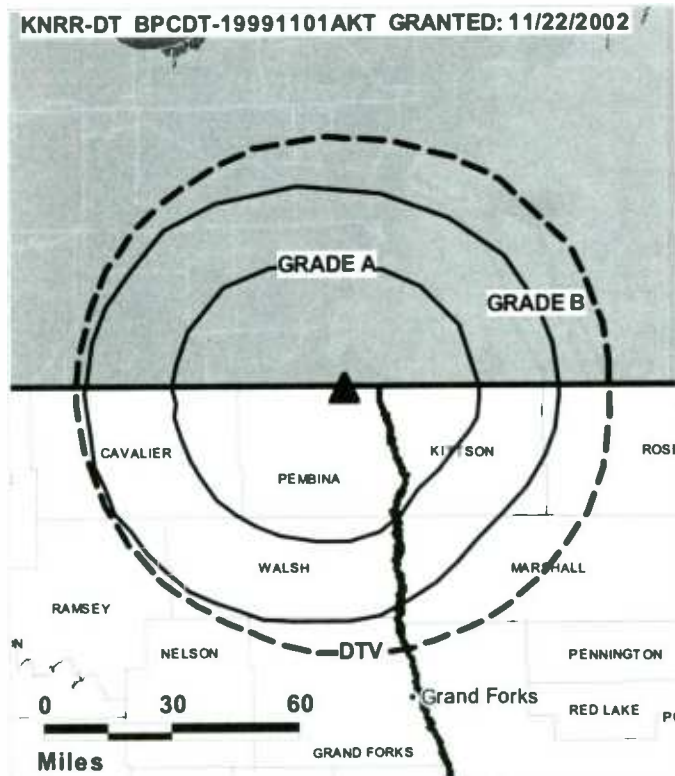 KNRR-DT BPCDT-19991101AKT GRANTED: 11/22/2002
GRADE A
GRADE B
CAVALIER
KITTSON
ROSE
PEMBINA
WALSH
MARSHALL
RAMSEY
NELSON
DTV
PENNINGTON
Grand Forks
RED LAKE
0 30 60
Miles
GRAND FORKS